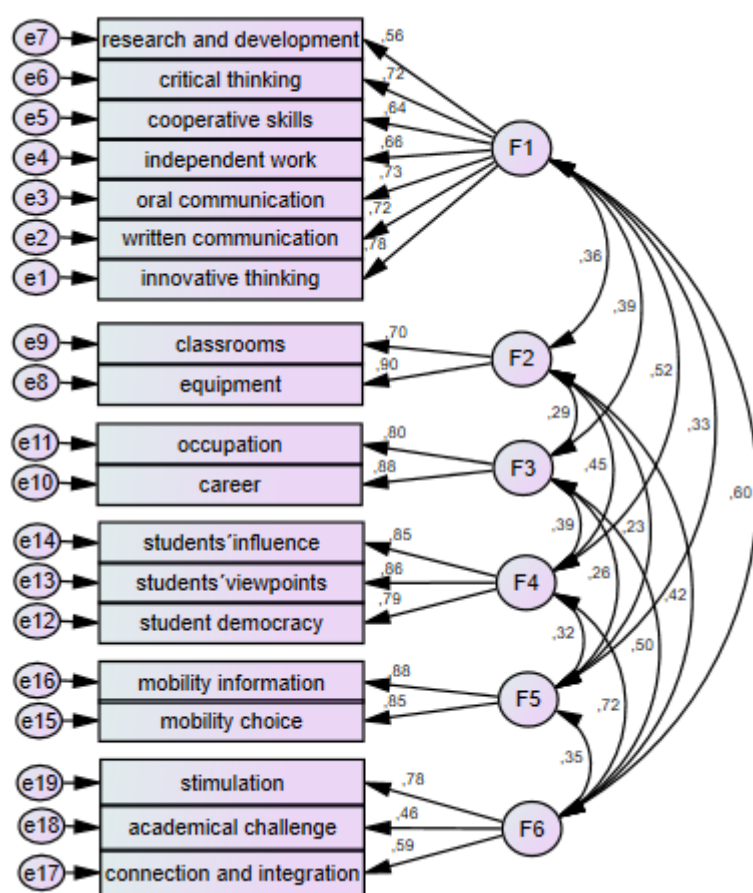 e7 research and development ,56
e6 critical thinking ,72
e5 cooperative skills ,64
e4 independent work ,66
e3 oral communication ,73
e2 written communication ,72
e1 innovative thinking ,78
F1
,36
,39
,52
,33
,60
e9 classrooms ,70
e8 equipment ,90
F2
,29
,45
,23
,42
e11 occupation ,80
e10 career ,88
F3
,39
,26
,50
e14 students´influence ,85
e13 students´viewpoints ,86
e12 student democracy ,79
F4
,32
,72
e16 mobility information ,88
e15 mobility choice ,85
F5
,35
e19 stimulation ,78
e18 academical challenge ,46
e17 connection and integration ,59
F6